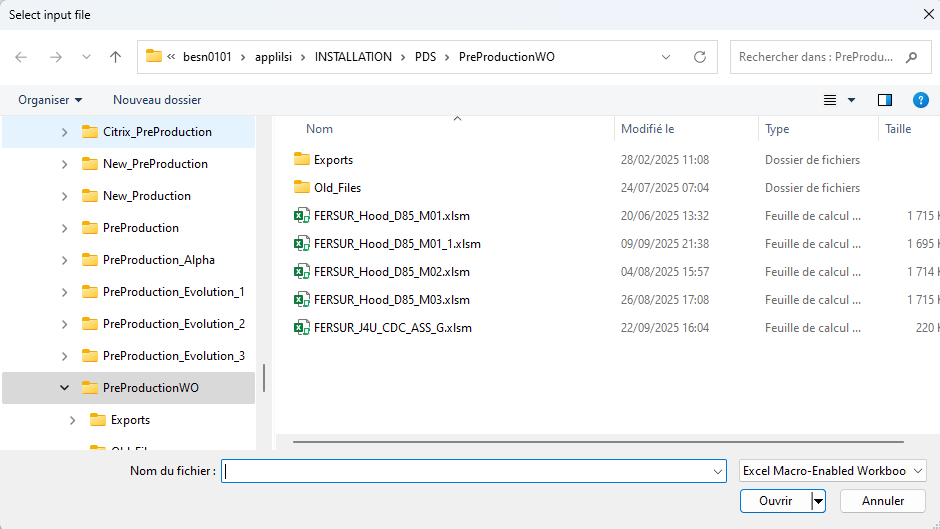 Select input file
« besn0101 > applilsi > INSTALLATION > PDS > PreProductionWO
Rechercher dans : PreProdu...
Organiser Nouveau dossier
Nom Modifié le Type Taille
Citrix_PreProduction
New_PreProduction
New_Production
PreProduction
PreProduction_Alpha
PreProduction_Evolution_1
PreProduction_Evolution_2
PreProduction_Evolution_3
PreProductionWO
Exports
Exports 28/02/2025 11:08 Dossier de fichiers
Old_Files 24/07/2025 07:04 Dossier de fichiers
FERSUR_Hood_D85_M01.xlsm 20/06/2025 13:32 Feuille de calcul ... 1 715
FERSUR_Hood_D85_M01_1.xlsm 09/09/2025 21:38 Feuille de calcul ... 1 695
FERSUR_Hood_D85_M02.xlsm 04/08/2025 15:57 Feuille de calcul ... 1 714
FERSUR_Hood_D85_M03.xlsm 26/08/2025 17:08 Feuille de calcul ... 1 715
FERSUR_J4U_CDC_ASS_G.xlsm 22/09/2025 16:04 Feuille de calcul ... 220
Nom du fichier :
Excel Macro-Enabled Workboo
Ouvrir Annuler